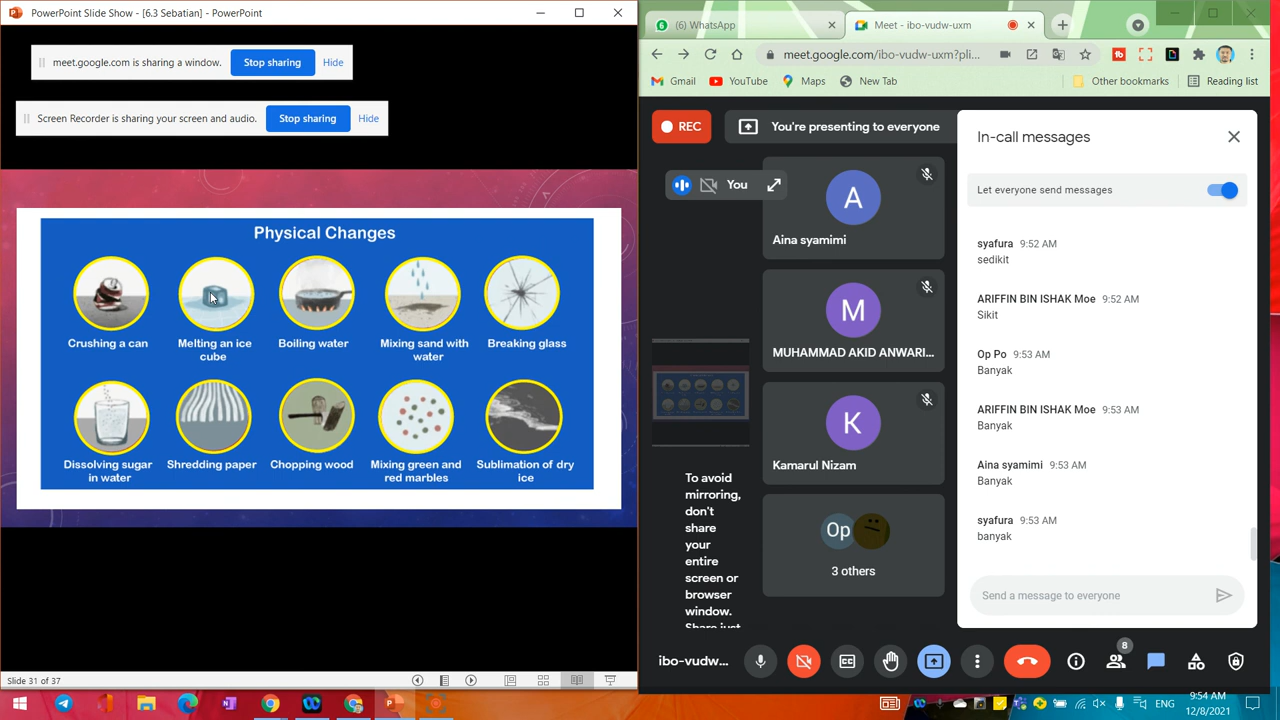 PowerPoint Slide Show - [6.3 Sebatian] - PowerPoint
meet.google.com is sharing a window.
Stop sharing
Hide
Screen Recorder is sharing your screen and audio.
Stop sharing
Hide
Physical Changes
Crushing a can
Melting an ice
cube
Boiling water
Mixing sand with
water
Breaking glass
Dissolving sugar
in water
Shredding paper
Chopping wood
Mixing green and
red marbles
Sublimation of dry
ice
Slide 31 of 37
(6) WhatsApp
Meet - ibo-vudw-uxm
meet.google.com/ibo-vudw-uxm?pli...
Gmail
YouTube
Maps
New Tab
Other bookmarks
Reading list
REC
You're presenting to everyone
You
A
Aina syamimi
M
MUHAMMAD AKID ANWARI...
K
Kamarul Nizam
Op
3 others
To avoid
mirroring,
don't
share
your
entire
screen or
browser
window.
Share just
In-call messages
Let everyone send messages
syafura 9:52 AM
sedikit
ARIFFIN BIN ISHAK Moe 9:52 AM
Sikit
Op Po 9:53 AM
Banyak
ARIFFIN BIN ISHAK Moe 9:53 AM
Banyak
Aina syamimi 9:53 AM
Banyak
syafura 9:53 AM
banyak
Send a message to everyone
ibo-vudw...
8
ENG
9:54 AM
12/8/2021